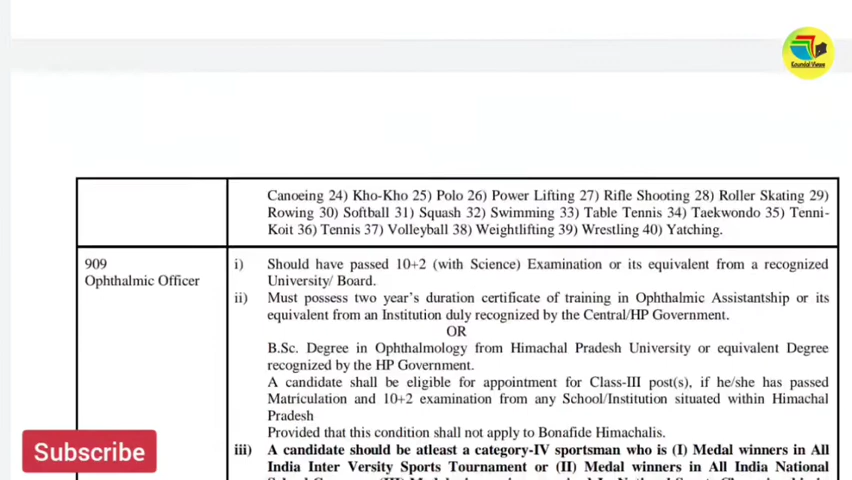 Koundal Views
Canoeing 24) Kho-Kho 25) Polo 26) Power Lifting 27) Rifle Shooting 28) Roller Skating 29)
Rowing 30) Softball 31) Squash 32) Swimming 33) Table Tennis 34) Taekwondo 35) Tenni-
Koit 36) Tennis 37) Volleyball 38) Weightlifting 39) Wrestling 40) Yatching.
909
Ophthalmic Officer
i) Should have passed 10+2 (with Science) Examination or its equivalent from a recognized
University/ Board.
ii) Must possess two year's duration certificate of training in Ophthalmic Assistantship or its
equivalent from an Institution duly recognized by the Central/HP Government.
OR
B.Sc. Degree in Ophthalmology from Himachal Pradesh University or equivalent Degree
recognized by the HP Government.
A candidate shall be eligible for appointment for Class-III post(s), if he/she has passed
Matriculation and 10+2 examination from any School/Institution situated within Himachal
Pradesh
Provided that this condition shall not apply to Bonafide Himachalis.
iii) A candidate should be atleast a category-IV sportsman who is (I) Medal winners in All
India Inter Versity Sports Tournament or (II) Medal winners in All India National
Subscribe